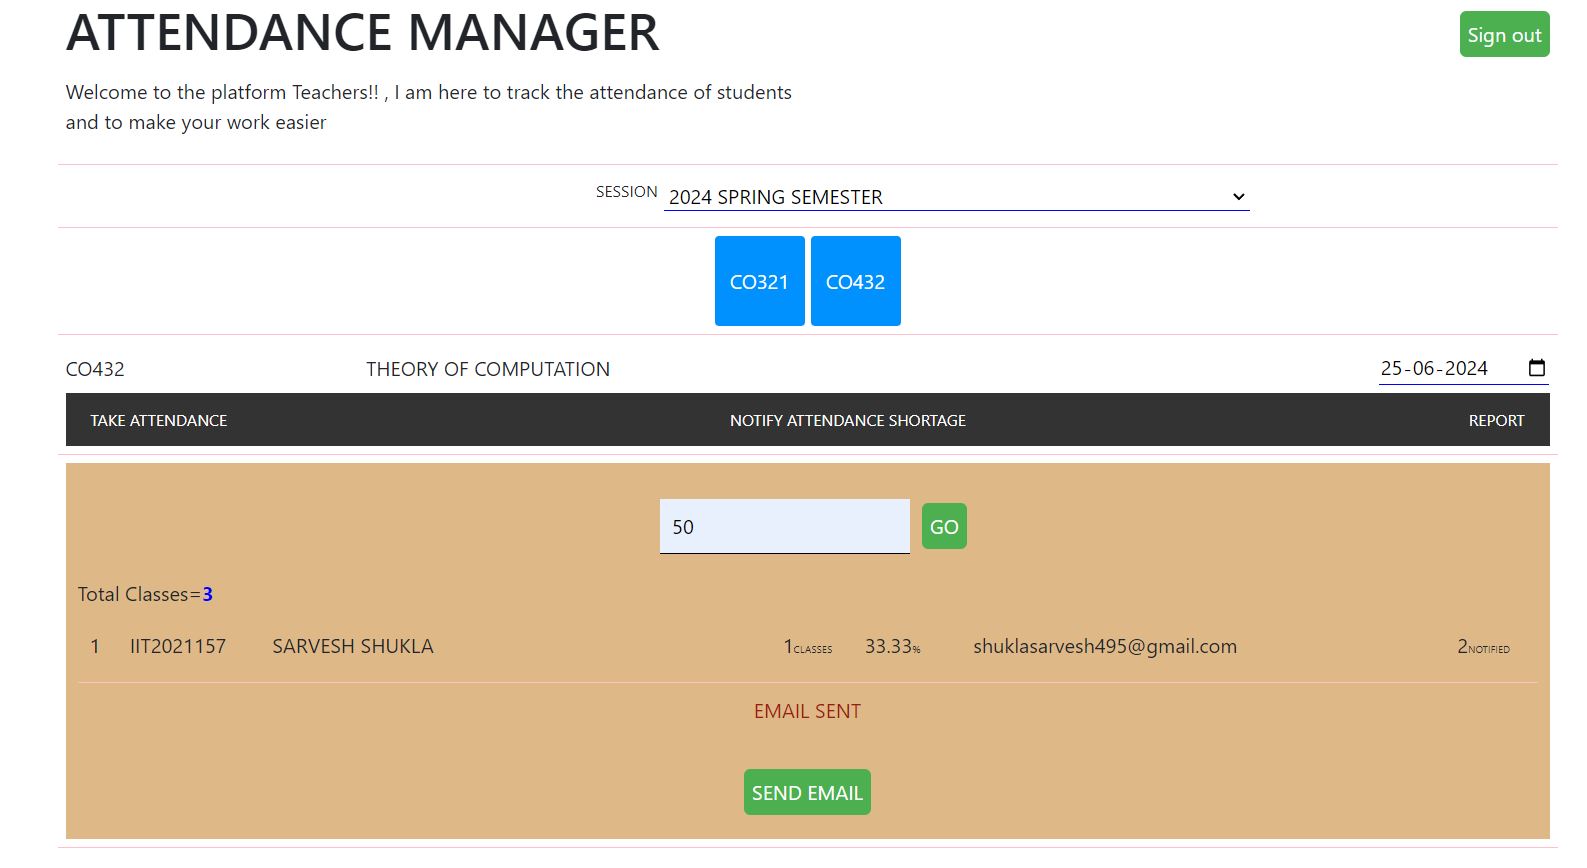 ATTENDANCE MANAGER
Sign out
Welcome to the platform Teachers!! , I am here to track the attendance of students
and to make your work easier
SESSION 2024 SPRING SEMESTER
CO321 CO432
CO432 THEORY OF COMPUTATION 25-06-2024
TAKE ATTENDANCE NOTIFY ATTENDANCE SHORTAGE REPORT
50 GO
Total Classes=3
1 IIT2021157 SARVESH SHUKLA 1CLASSES 33.33% shuklasarvesh495@gmail.com 2NOTIFIED
EMAIL SENT
SEND EMAIL